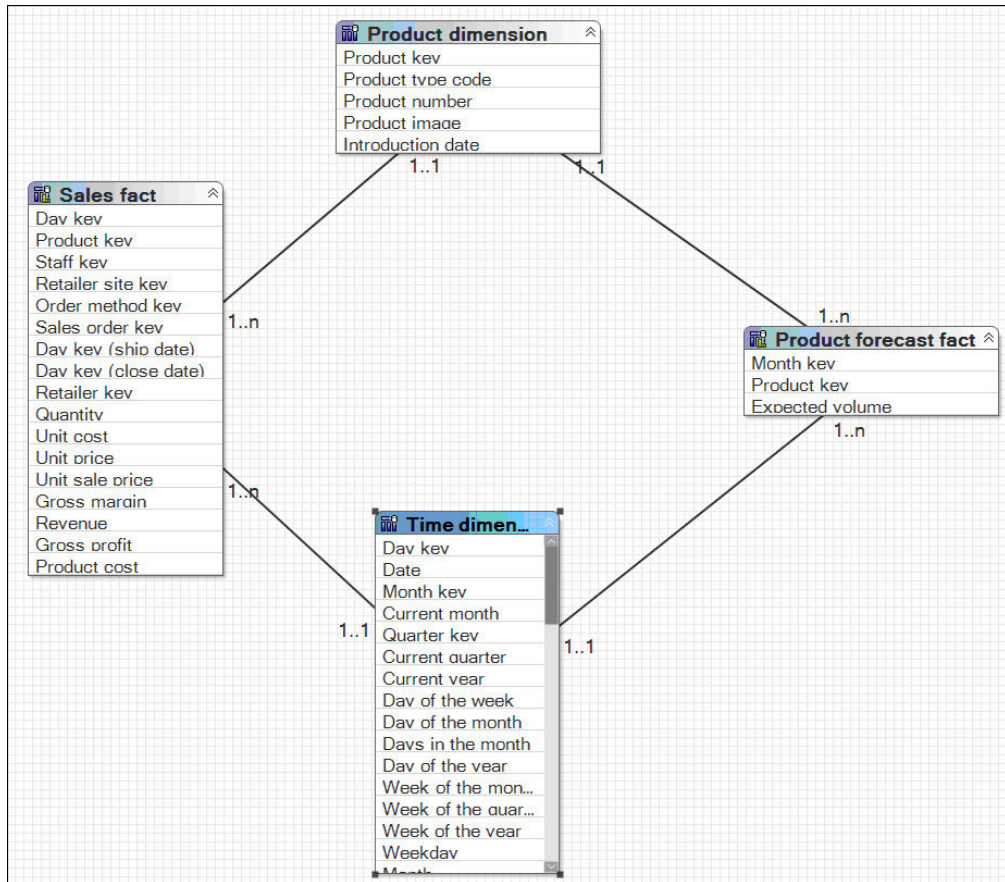 Product dimension
Product key
Product type code
Product number
Product image
Introduction date
1..1
1..1
Sales fact
Day key
Product key
Staff key
Retailer site key
Order method key
Sales order key
Day key (ship date)
Day key (close date)
Retailer key
Quantity
Unit cost
Unit price
Unit sale price
Gross margin
Revenue
Gross profit
Product cost
1..n
1..n
1..n
Product forecast fact
Month key
Product key
Expected volume
1..n
Time dimen...
Day key
Date
Month key
Current month
Quarter key
Current quarter
Current year
Day of the week
Day of the month
Days in the month
Day of the year
Week of the mon...
Week of the quar...
Week of the year
Weekday
Month
1..1
1..1